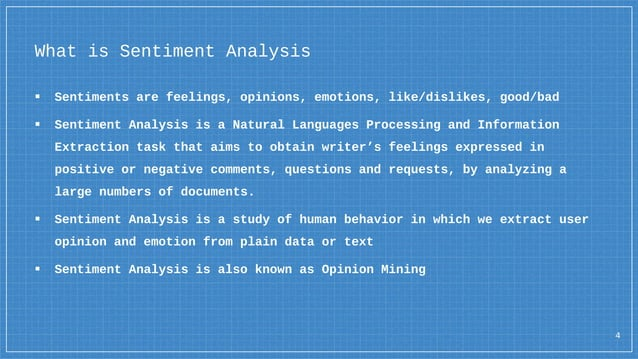 What is Sentiment Analysis
▪ Sentiments are feelings, opinions, emotions, like/dislikes, good/bad
▪ Sentiment Analysis is a Natural Languages Processing and Information
Extraction task that aims to obtain writer’s feelings expressed in
positive or negative comments, questions and requests, by analyzing a
large numbers of documents.
▪ Sentiment Analysis is a study of human behavior in which we extract user
opinion and emotion from plain data or text
▪ Sentiment Analysis is also known as Opinion Mining
4